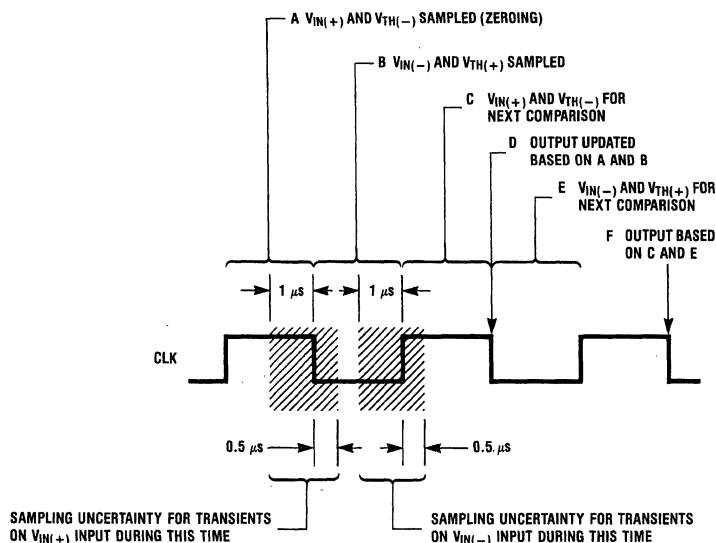 A V_IN(+) AND V_TH(−) SAMPLED (ZEROING)
B V_IN(−) AND V_TH(+) SAMPLED
C V_IN(+) AND V_TH(−) FOR
NEXT COMPARISON
D OUTPUT UPDATED
BASED ON A AND B
E V_IN(−) AND V_TH(+) FOR
NEXT COMPARISON
F OUTPUT BASED
ON C AND E
1 μs
1 μs
CLK
0.5 μs
0.5 μs
SAMPLING UNCERTAINTY FOR TRANSIENTS
ON V_IN(+) INPUT DURING THIS TIME
SAMPLING UNCERTAINTY FOR TRANSIENTS
ON V_IN(−) INPUT DURING THIS TIME